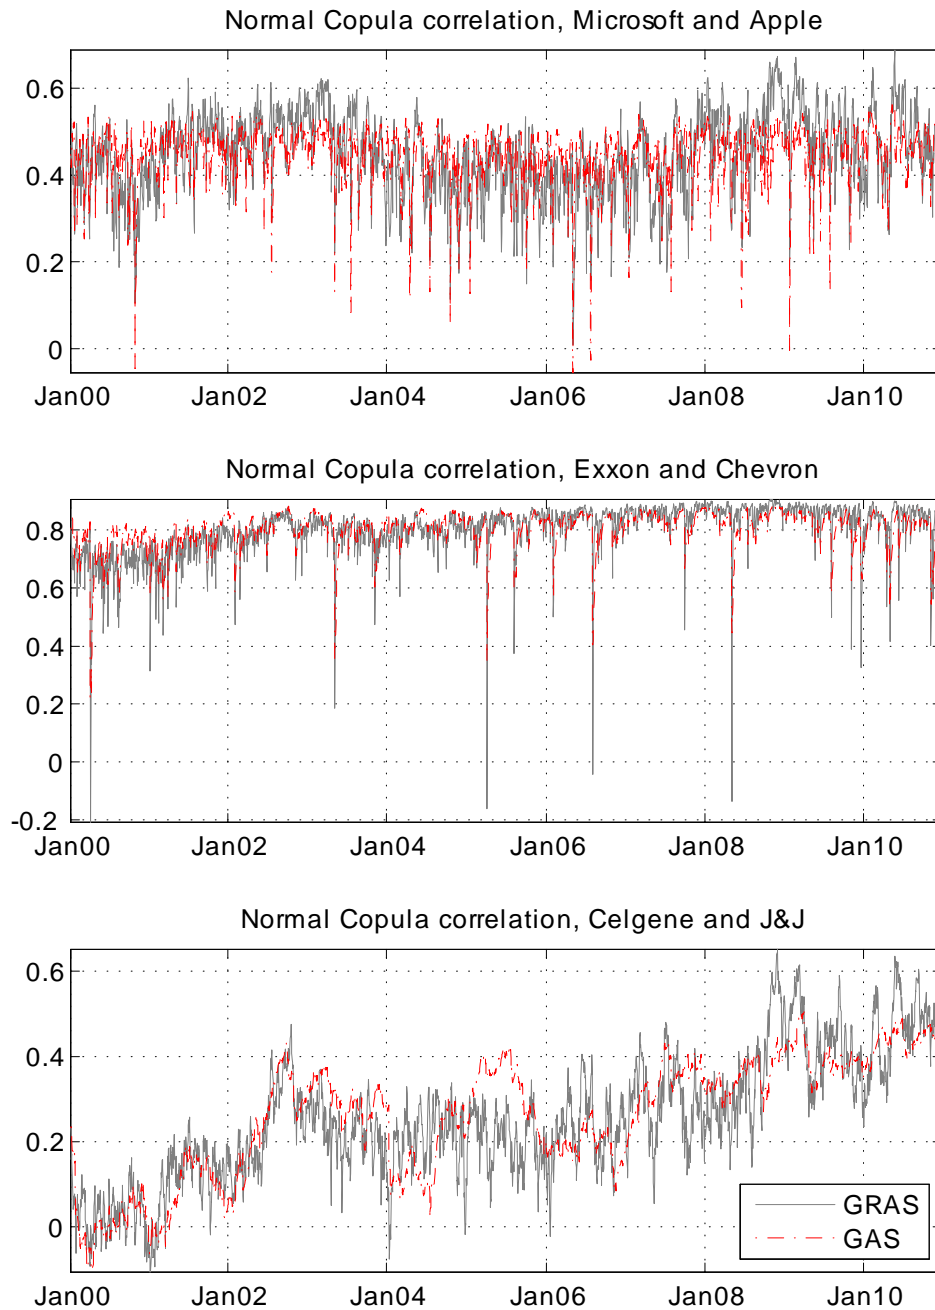 Normal Copula correlation, Microsoft and Apple
0.6
0.4
0.2
0
Jan00 Jan02 Jan04 Jan06 Jan08 Jan10
Normal Copula correlation, Exxon and Chevron
0.8
0.6
0.4
0.2
0
-0.2
Jan00 Jan02 Jan04 Jan06 Jan08 Jan10
Normal Copula correlation, Celgene and J&J
0.6
0.4
0.2
0
GRAS
GAS
Jan00 Jan02 Jan04 Jan06 Jan08 Jan10